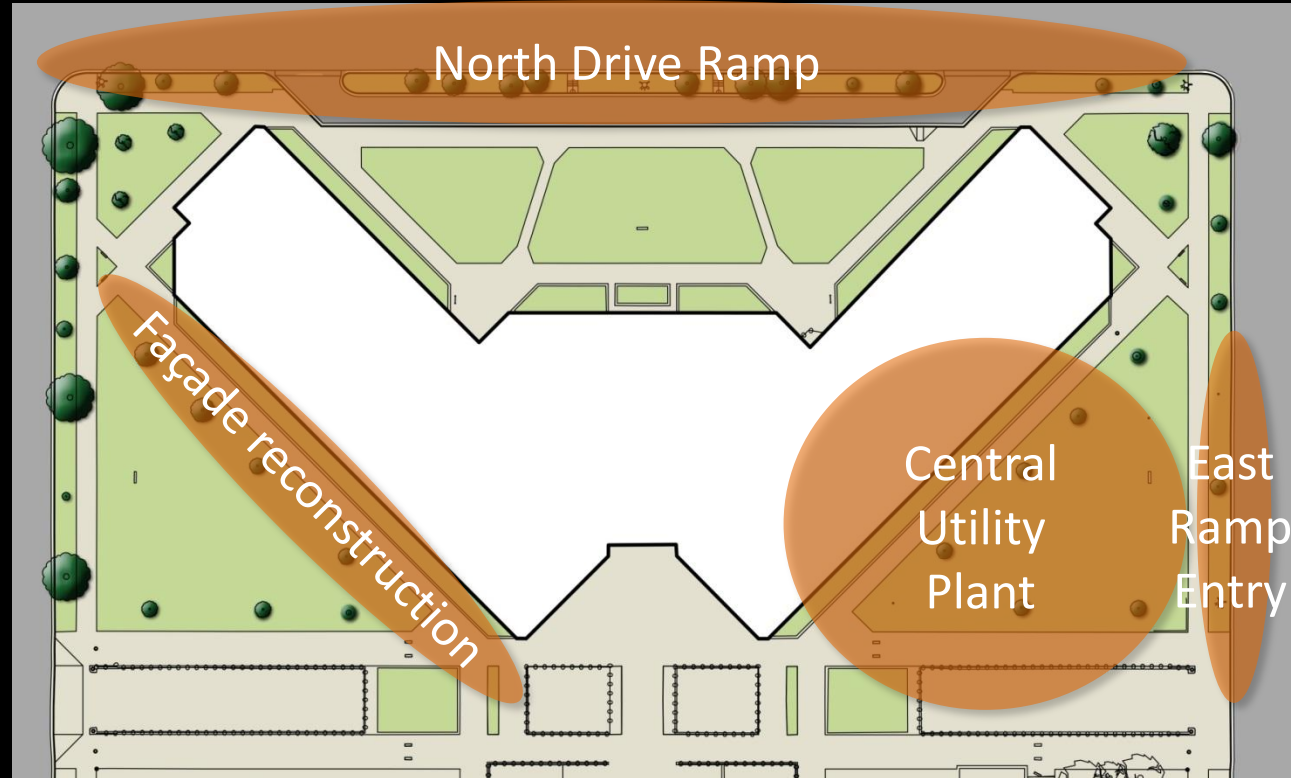 North Drive Ramp
Façade reconstruction
Central
Utility
Plant
East
Ramp
Entry